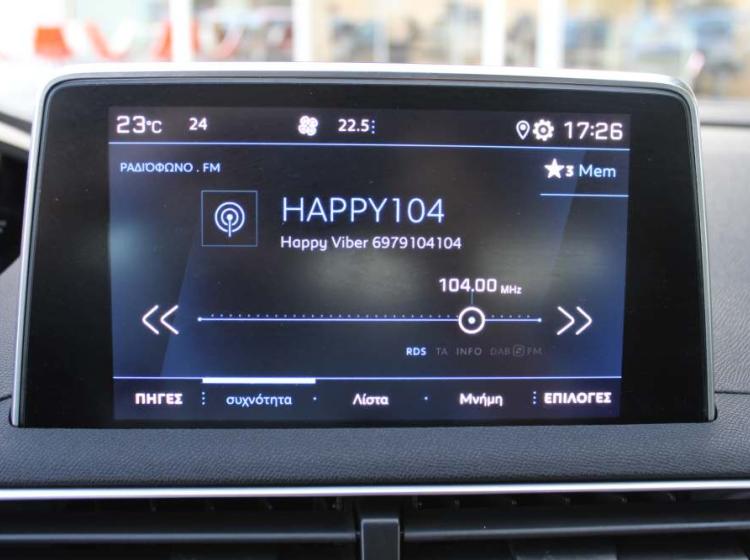 23°C 24 22.5 17:26
ΡΑΔΙΌΦΩΝΟ . FM ★3 Mem
HAPPY104
Happy Viber 6979104104
104.00 MHz
RDS TA INFO DAB FM
ΠΗΓΕΣ συχνότητα Λίστα Μνήμη ΕΠΙΛΟΓΕΣ